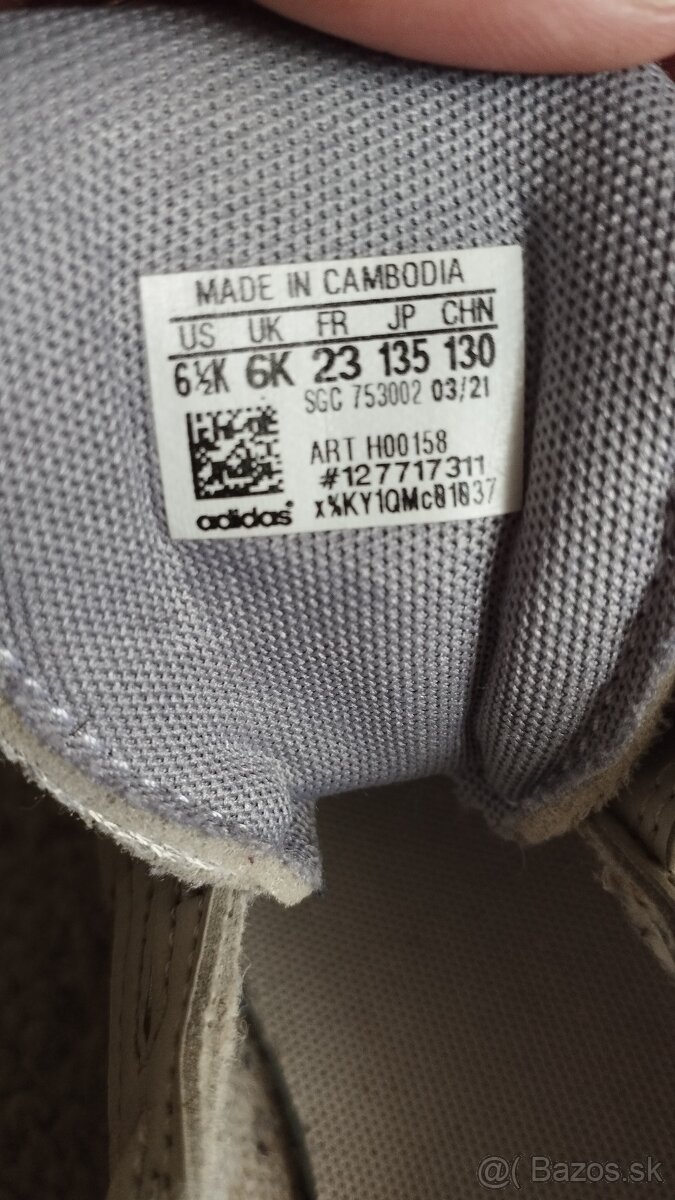 MADE IN CAMBODIA
US UK FR JP CHN
6½K 6K 23 135 130
SGC 753002 03/21
ART H00158
#127717311
adidas
@( Bazos.sk